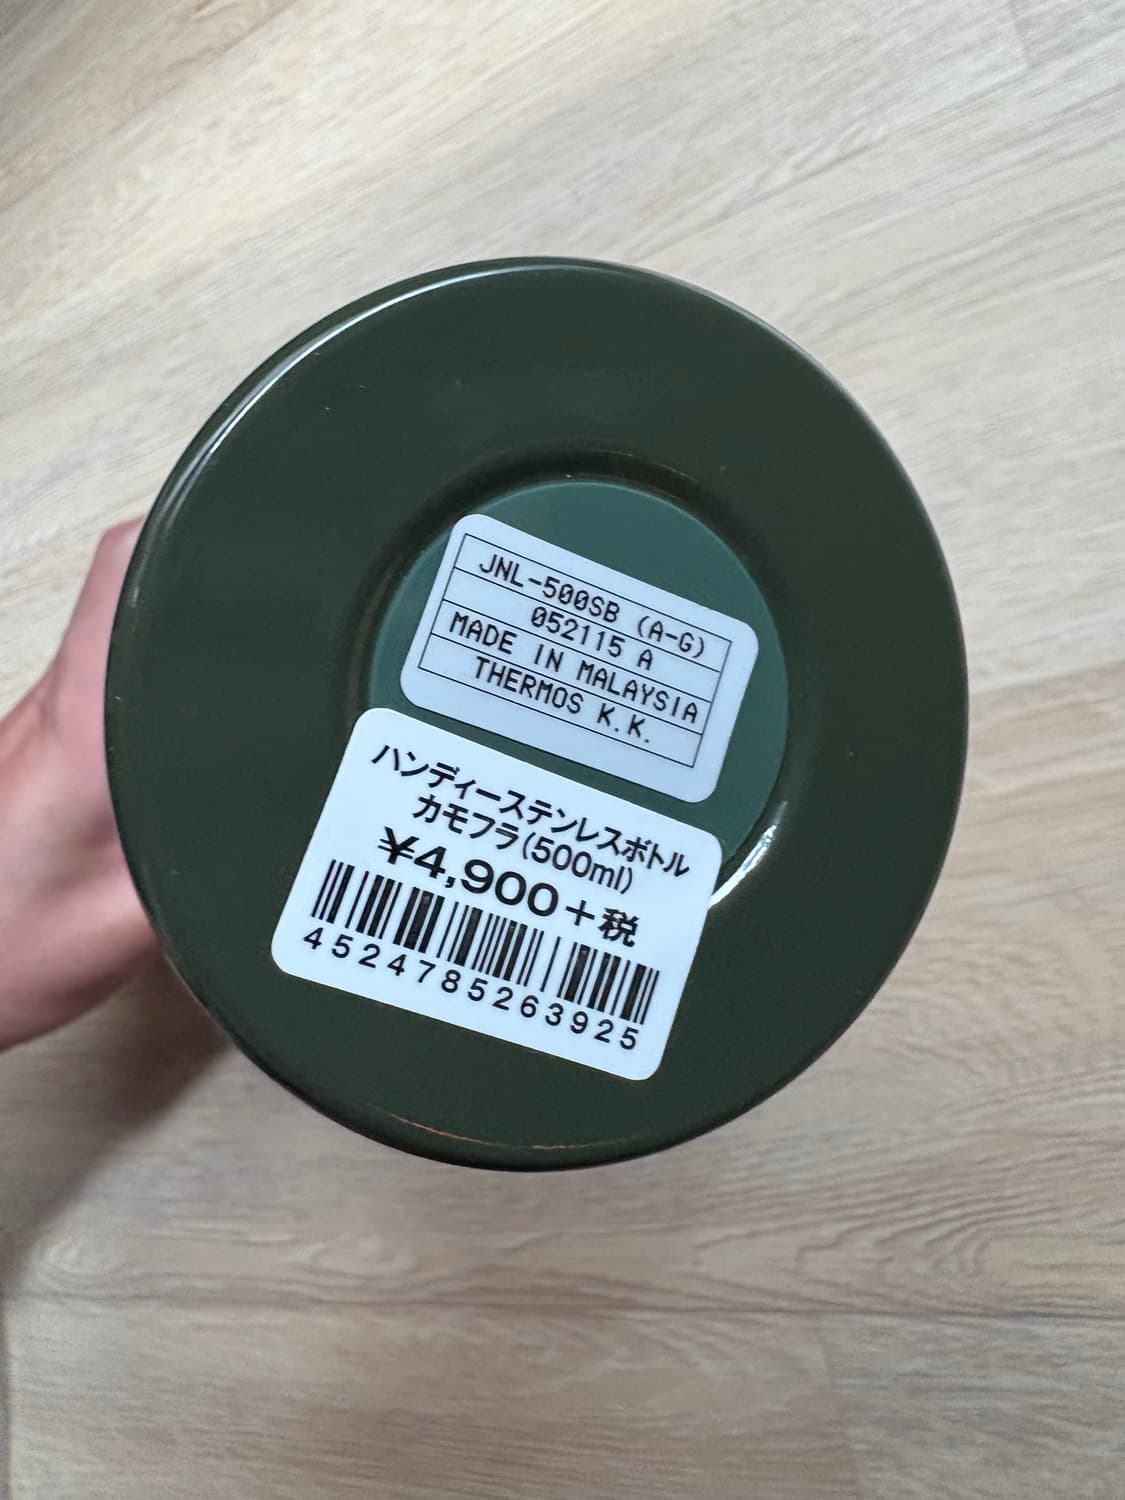 JNL-500SB (A-G)
052115 A
MADE IN MALAYSIA
THERMOS K.K.
ハンディーステンレスボトル
カモフラ(500ml)
¥4,900+税
4524785263925